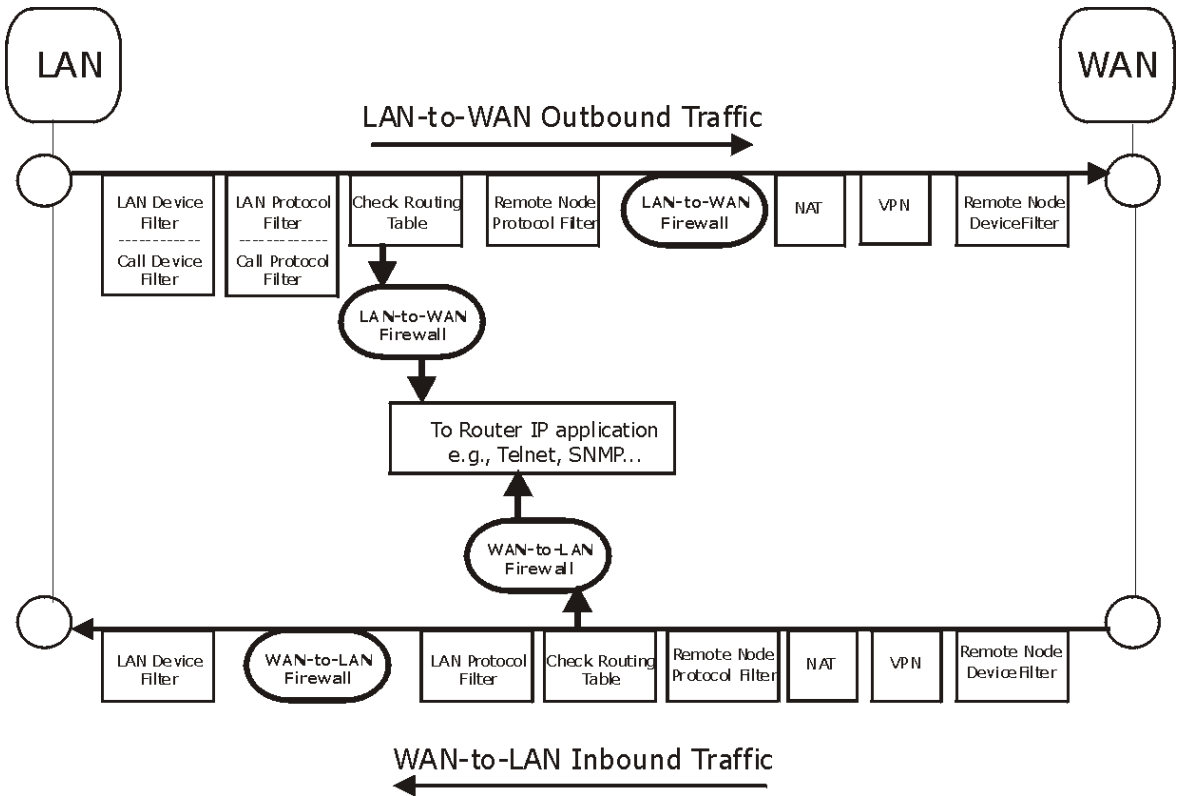 LAN
WAN
LAN-to-WAN Outbound Traffic
LAN Device
Filter
Call Device
Filter
LAN Protocol
Filter
Call Protocol
Filter
Check Routing
Table
Remote Node
Protocol Filter
LAN-to-WAN
Firewall
NAT
VPN
Remote Node
DeviceFilter
LAN-to-WAN
Firewall
To Router IP application
e.g., Telnet, SNMP...
WAN-to-LAN
Firewall
LAN Device
Filter
WAN-to-LAN
Firewall
LAN Protocol
Filter
Check Routing
Table
Remote Node
Protocol Filter
NAT
VPN
Remote Node
DeviceFilter
WAN-to-LAN Inbound Traffic